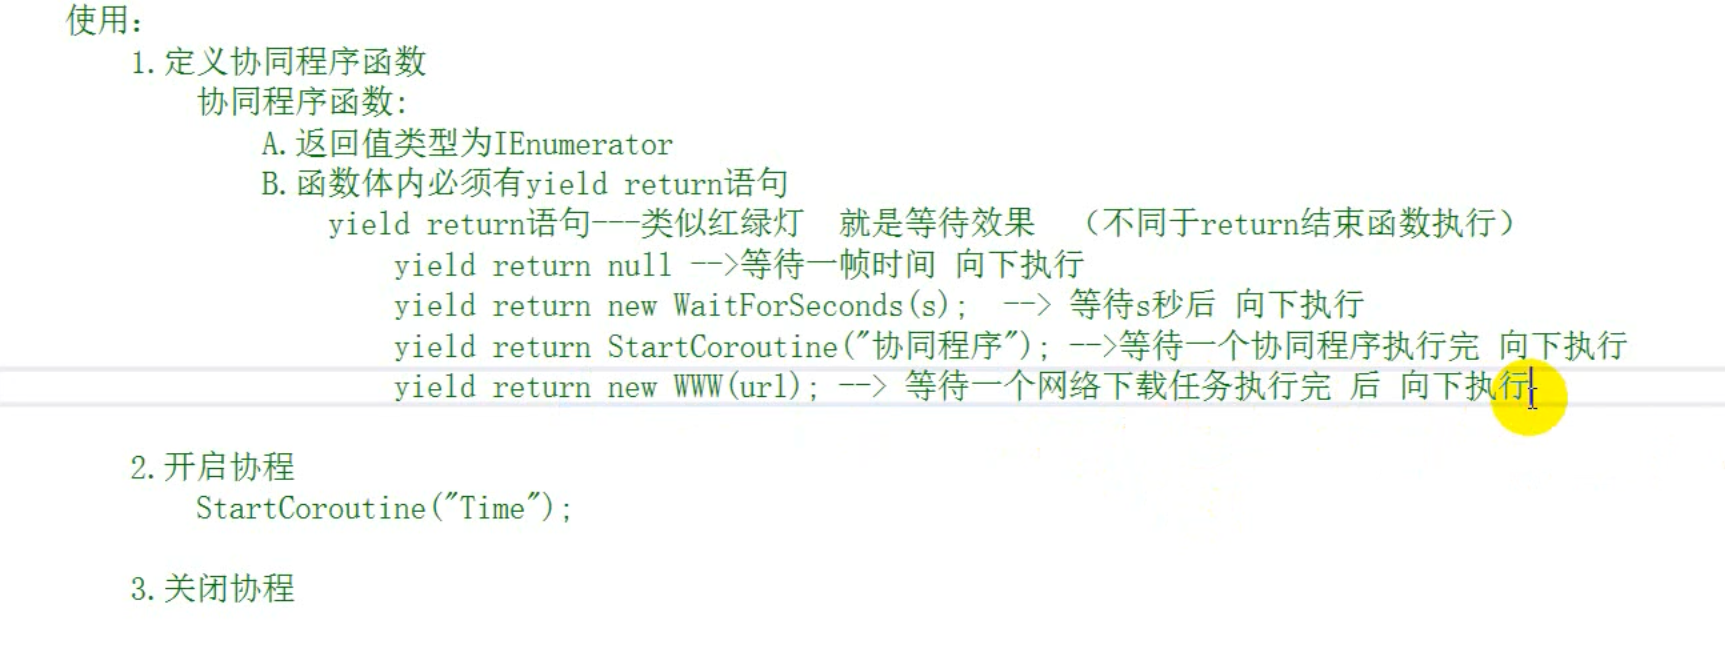 使用:
1.定义协同程序函数
协同程序函数:
A.返回值类型为IEnumerator
B.函数体内必须有yield return语句
yield return语句---类似红绿灯 就是等待效果 （不同于return结束函数执行）
yield return null -->等待一帧时间 向下执行
yield return new WaitForSeconds(s); --> 等待s秒后 向下执行
yield return StartCoroutine("协同程序"); -->等待一个协同程序执行完 向下执行
yield return new WWW(url); --> 等待一个网络下载任务执行完 后 向下执行
2.开启协程
StartCoroutine("Time");
3.关闭协程